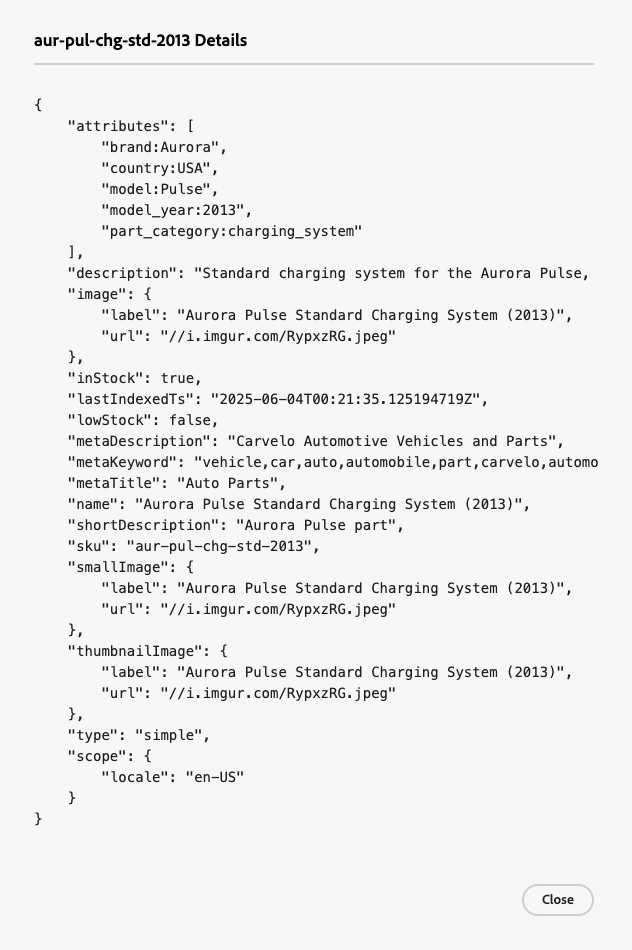 aur-pul-chg-std-2013 Details
{
    "attributes": [
        "brand:Aurora",
        "country:USA",
        "model:Pulse",
        "model_year:2013",
        "part_category:charging_system"
    ],
    "description": "Standard charging system for the Aurora Pulse,
    "image": {
        "label": "Aurora Pulse Standard Charging System (2013)",
        "url": "//i.imgur.com/RypxzRG.jpeg"
    },
    "inStock": true,
    "lastIndexedTs": "2025-06-04T00:21:35.125194719Z",
    "lowStock": false,
    "metaDescription": "Carvelo Automotive Vehicles and Parts",
    "metaKeyword": "vehicle,car,auto,automobile,part,carvelo,automo
    "metaTitle": "Auto Parts",
    "name": "Aurora Pulse Standard Charging System (2013)",
    "shortDescription": "Aurora Pulse part",
    "sku": "aur-pul-chg-std-2013",
    "smallImage": {
        "label": "Aurora Pulse Standard Charging System (2013)",
        "url": "//i.imgur.com/RypxzRG.jpeg"
    },
    "thumbnailImage": {
        "label": "Aurora Pulse Standard Charging System (2013)",
        "url": "//i.imgur.com/RypxzRG.jpeg"
    },
    "type": "simple",
    "scope": {
        "locale": "en-US"
    }
}
Close